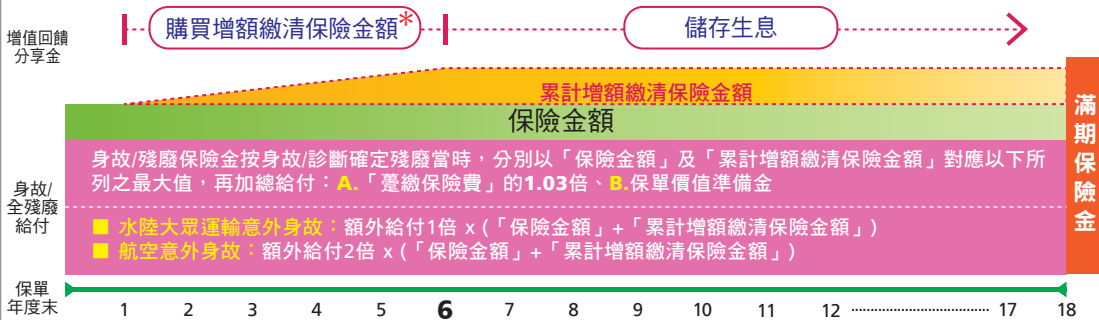 增值回饋
分享金
購買增額繳清保險金額*
儲存生息
累計增額繳清保險金額
保險金額
滿期保險金
身故/
全殘廢
給付
身故/殘廢保險金按身故/診斷確定殘廢當時，分別以「保險金額」及「累計增額繳清保險金額」對應以下所
列之最大值，再加總給付：A.「躉繳保險費」的1.03倍、B.保單價值準備金
■ 水陸大眾運輸意外身故：額外給付1倍 x (「保險金額」+「累計增額繳清保險金額」)
■ 航空意外身故：額外給付2倍 x (「保險金額」+「累計增額繳清保險金額」)
保單
年度末
1 2 3 4 5 6 7 8 9 10 11 12 17 18